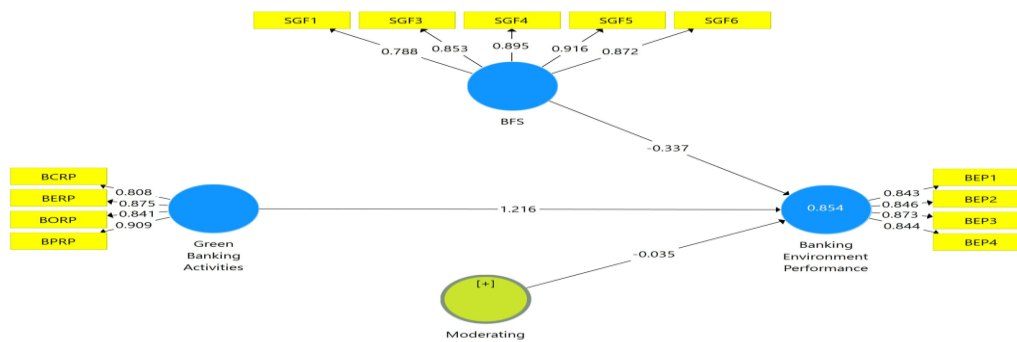 SGF1 SGF3 SGF4 SGF5 SGF6
0.788 0.853 0.895 0.916 0.872
BFS
-0.337
BCRP
BERP
BORP
BPRP
0.808
0.875
0.841
0.909
Green
Banking
Activities
1.216
0.854
Banking
Environment
Performance
0.843
0.846
0.873
0.844
BEP1
BEP2
BEP3
BEP4
-0.035
[+]
Moderating